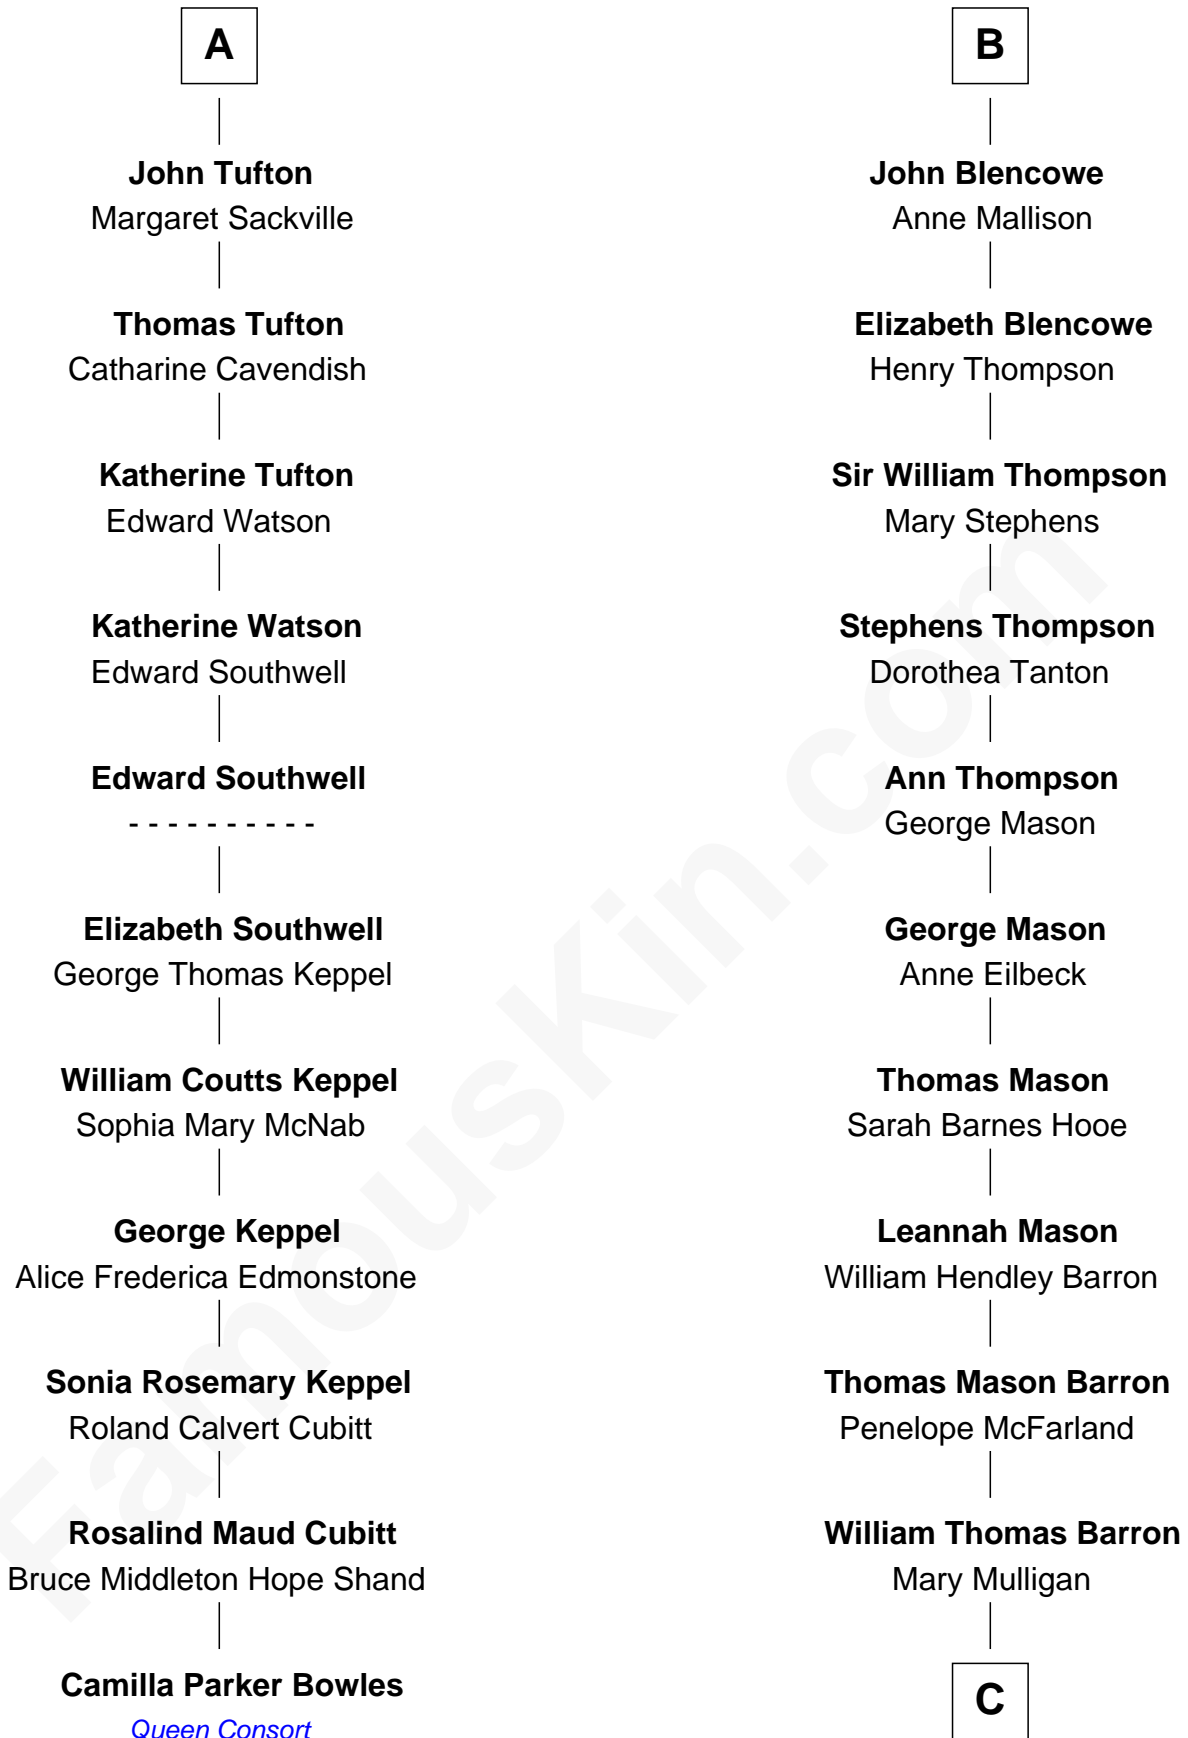 A
John Tufton
Margaret Sackville
Thomas Tufton
Catharine Cavendish
Katherine Tufton
Edward Watson
Katherine Watson
Edward Southwell
Edward Southwell
- - - - - - - - - -
Elizabeth Southwell
George Thomas Keppel
William Coutts Keppel
Sophia Mary McNab
George Keppel
Alice Frederica Edmonstone
Sonia Rosemary Keppel
Roland Calvert Cubitt
Rosalind Maud Cubitt
Bruce Middleton Hope Shand
Camilla Parker Bowles
Queen Consort
B
John Blencowe
Anne Mallison
Elizabeth Blencowe
Henry Thompson
Sir William Thompson
Mary Stephens
Stephens Thompson
Dorothea Tanton
Ann Thompson
George Mason
George Mason
Anne Eilbeck
Thomas Mason
Sarah Barnes Hooe
Leannah Mason
William Hendley Barron
Thomas Mason Barron
Penelope McFarland
William Thomas Barron
Mary Mulligan
C
FamousKin.com